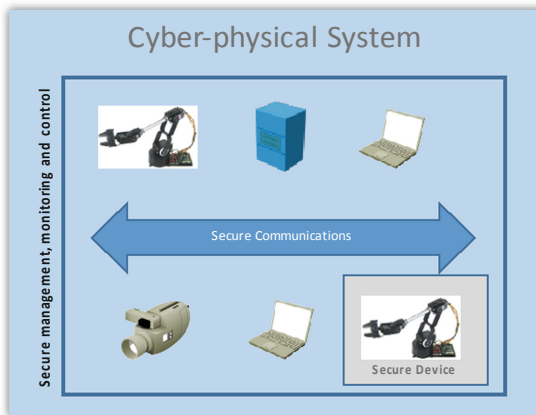 Cyber-physical System
Secure management, monitoring and control
Secure Communications
Secure Device